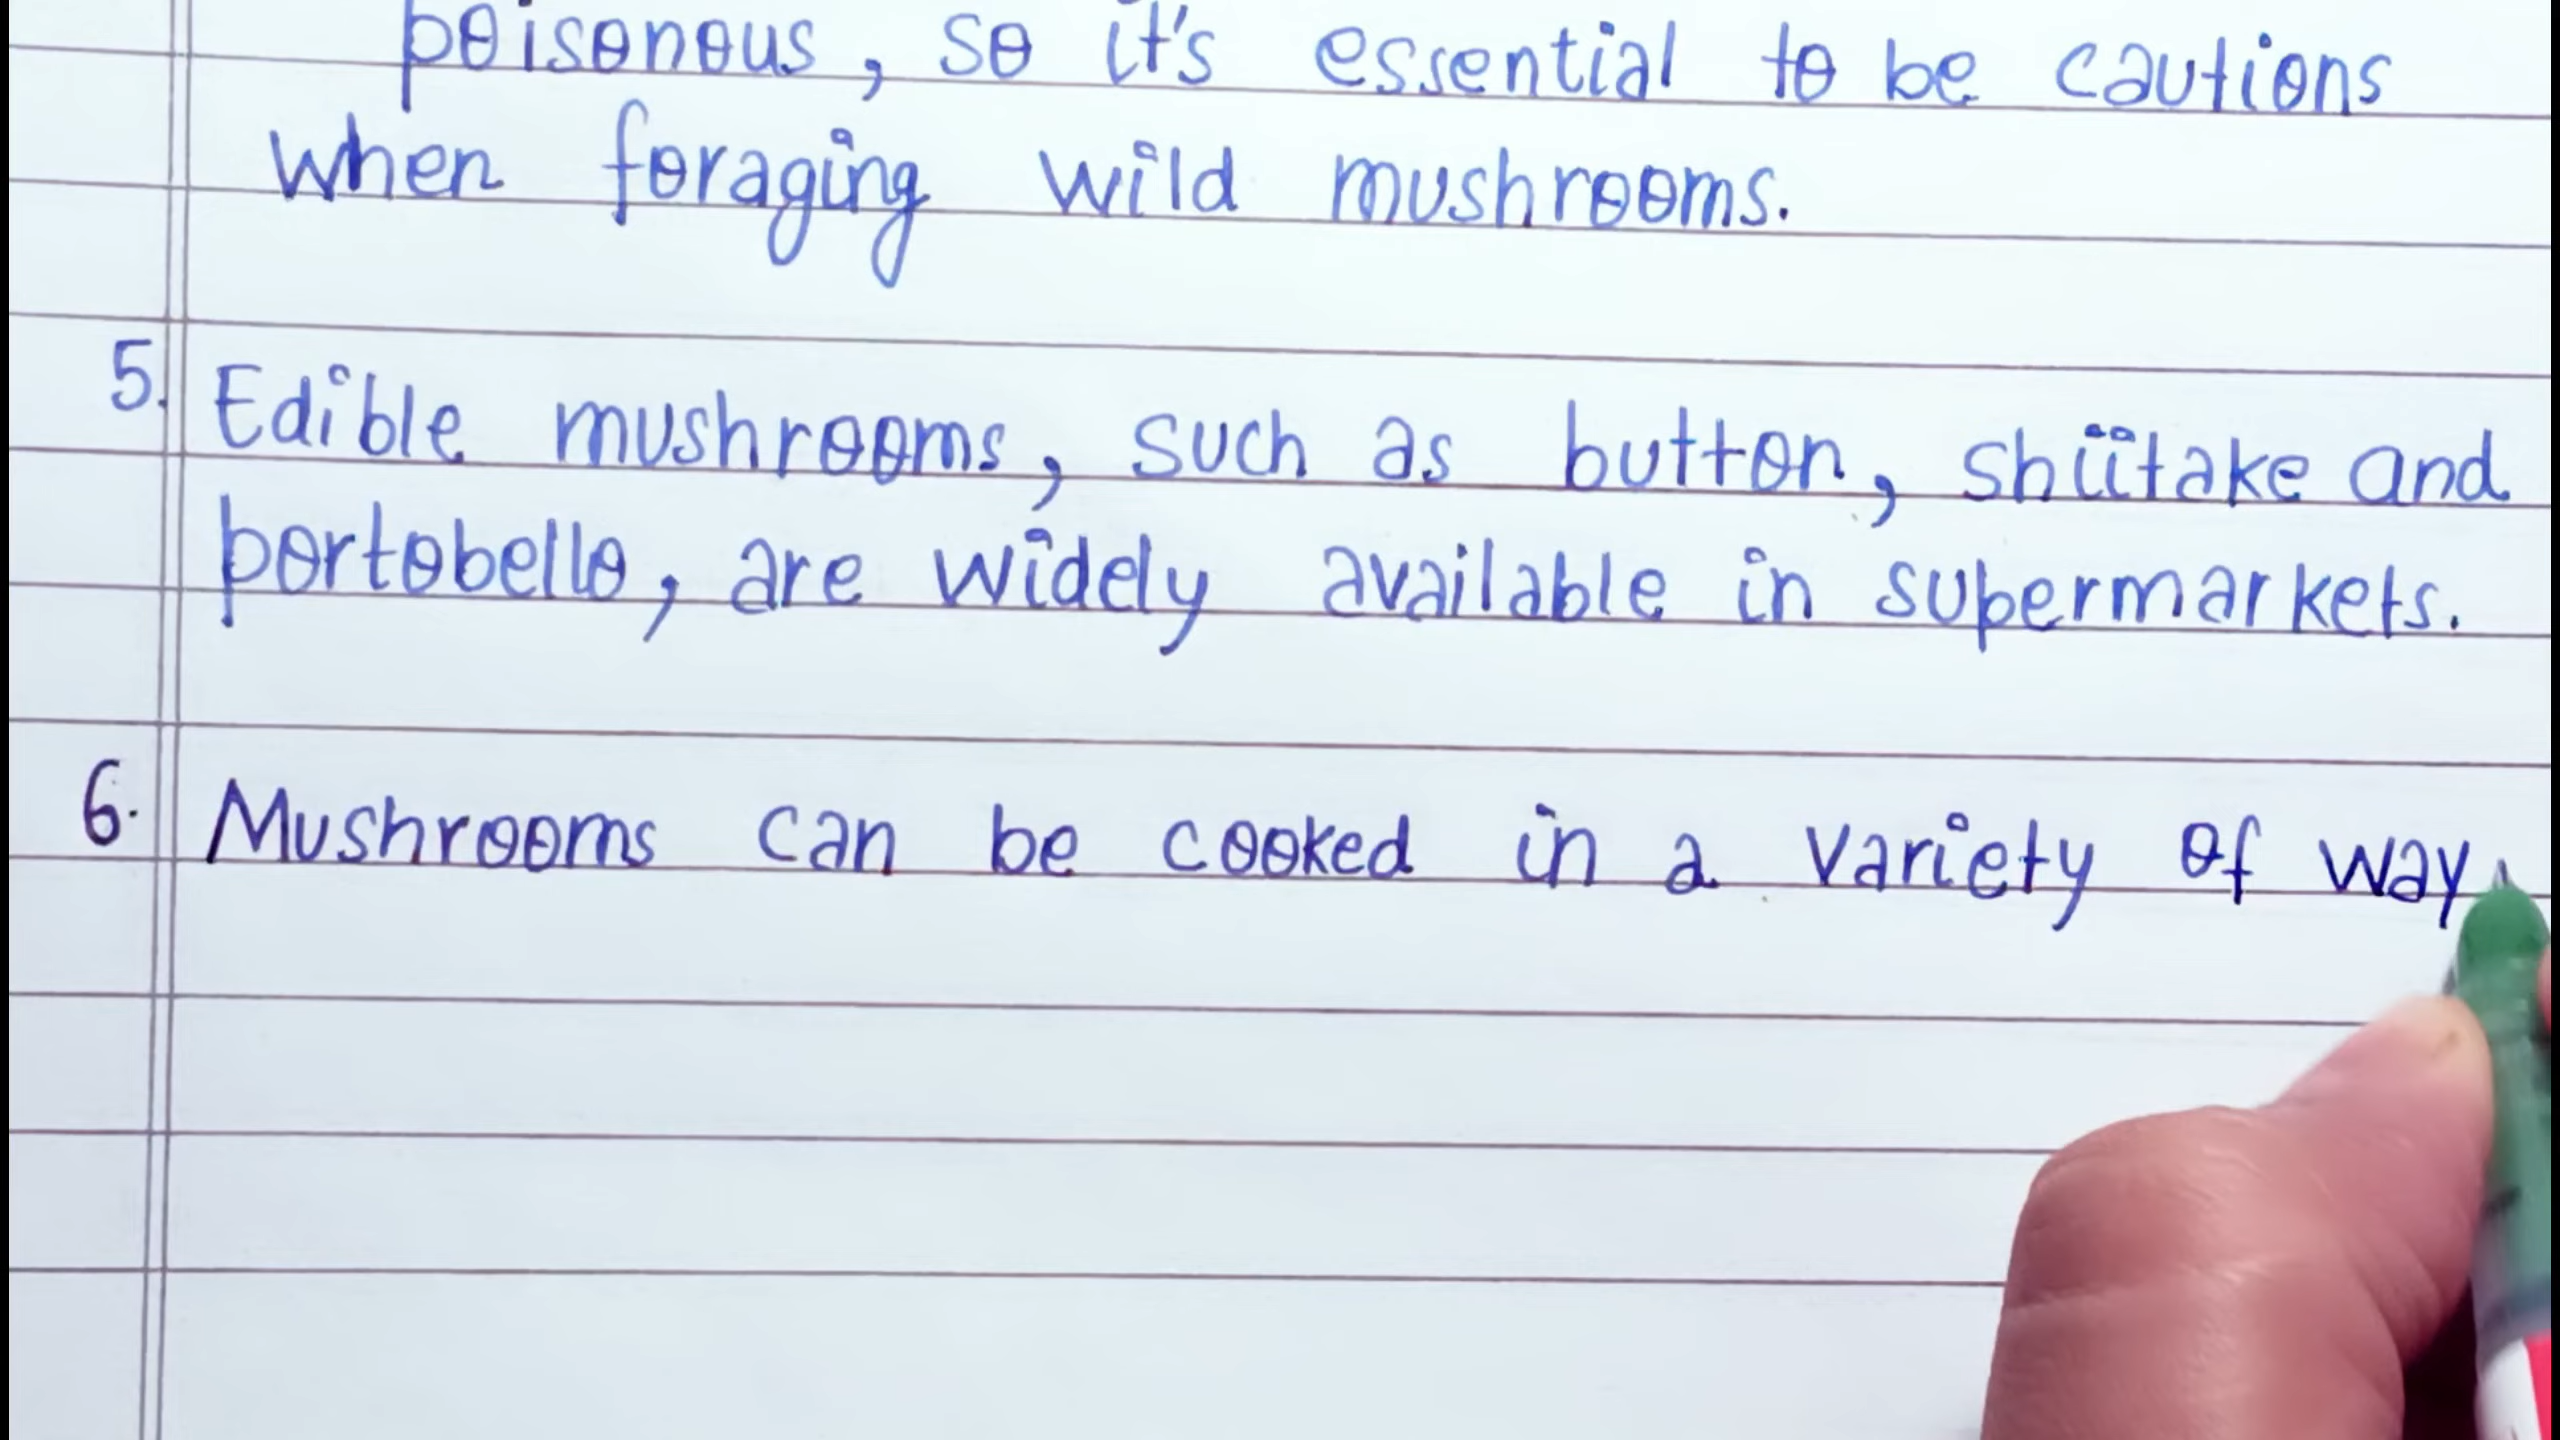 poisonous, so it's essential to be cautions
when foraging wild mushrooms.
5. Edible mushrooms, such as button, shiitake and
portobello, are widely available in supermarkets.
6. Mushrooms can be cooked in a variety of way